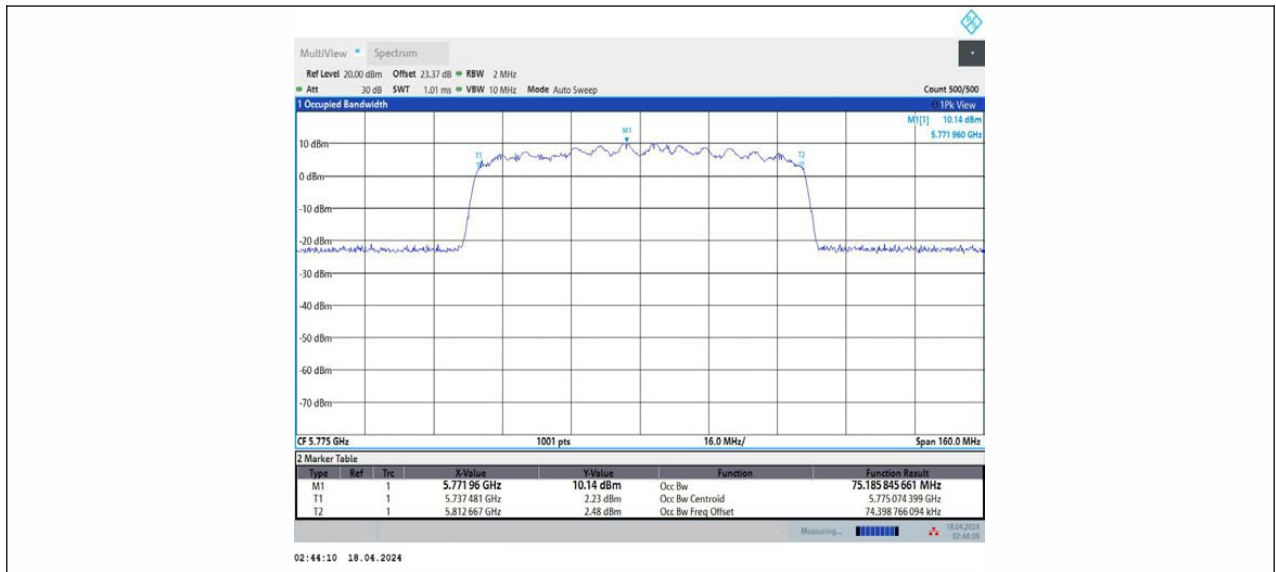 MultiView Spectrum
Ref Level 20.00 dBm Offset 23.37 dB RBW 2 MHz
Att 30 dB SWT 1.01 ms VBW 10 MHz Mode Auto Sweep Count 500/500
1 Occupied Bandwidth 1Pk View
M1[1] 10.14 dBm
5.771 960 GHz
M1
10 dBm
T1 T2
0 dBm
-10 dBm
-20 dBm
-30 dBm
-40 dBm
-50 dBm
-60 dBm
-70 dBm
CF 5.775 GHz 1001 pts 16.0 MHz/ Span 160.0 MHz
2 Marker Table
Type Ref Trc X-Value Y-Value Function Function Result
M1 1 5.771 96 GHz 10.14 dBm Occ Bw 75.185 845 661 MHz
T1 1 5.737 481 GHz 2.23 dBm Occ Bw Centroid 5.775 074 399 GHz
T2 1 5.812 667 GHz 2.48 dBm Occ Bw Freq Offset 74.398 766 094 kHz
Measuring... 18.04.2024
02:44:09
02:44:10 18.04.2024